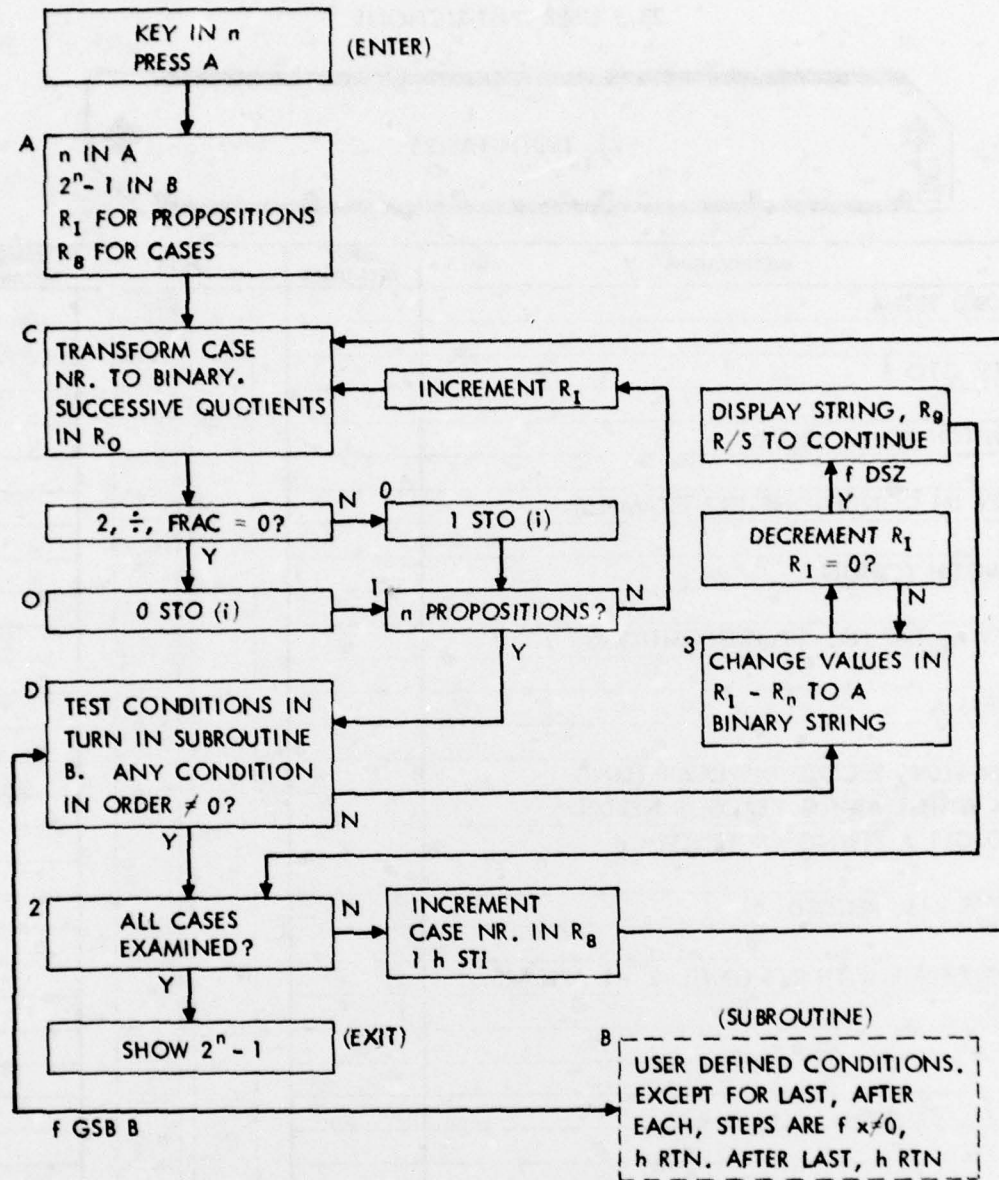 KEY IN n
PRESS A
(ENTER)
A
n IN A
2ⁿ- 1 IN B
R_I FOR PROPOSITIONS
R_8 FOR CASES
C
TRANSFORM CASE
NR. TO BINARY.
SUCCESSIVE QUOTIENTS
IN R_O
INCREMENT R_I
DISPLAY STRING, R_9
R/S TO CONTINUE
f DSZ
Y
2, ÷, FRAC = 0?
N
0
1 STO (i)
Y
DECREMENT R_I
R_I = 0?
N
O
0 STO (i)
1
n PROPOSITIONS?
N
Y
3
CHANGE VALUES IN
R_1 - R_n TO A
BINARY STRING
D
TEST CONDITIONS IN
TURN IN SUBROUTINE
B. ANY CONDITION
IN ORDER ≠ 0?
N
Y
2
ALL CASES
EXAMINED?
N
INCREMENT
CASE NR. IN R_8
1 h STI
Y
SHOW 2ⁿ - 1
(EXIT)
(SUBROUTINE)
B
USER DEFINED CONDITIONS.
EXCEPT FOR LAST, AFTER
EACH, STEPS ARE f x≠0,
h RTN. AFTER LAST, h RTN
f GSB B